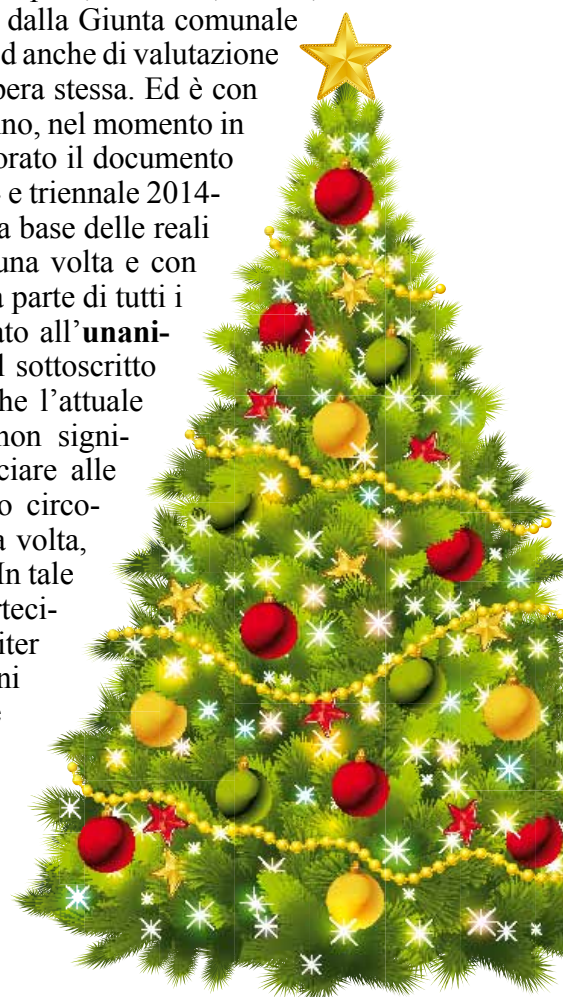 dalla Giunta comunale
d anche di valutazione
pera stessa. Ed è con
no, nel momento in
orato il documento
e triennale 2014-
a base delle reali
una volta e con
parte di tutti i
ato all’unani-
l sottoscritto
he l’attuale
non signi-
ciare alle
o circo-
a volta,
In tale
rteci-
iter
ni